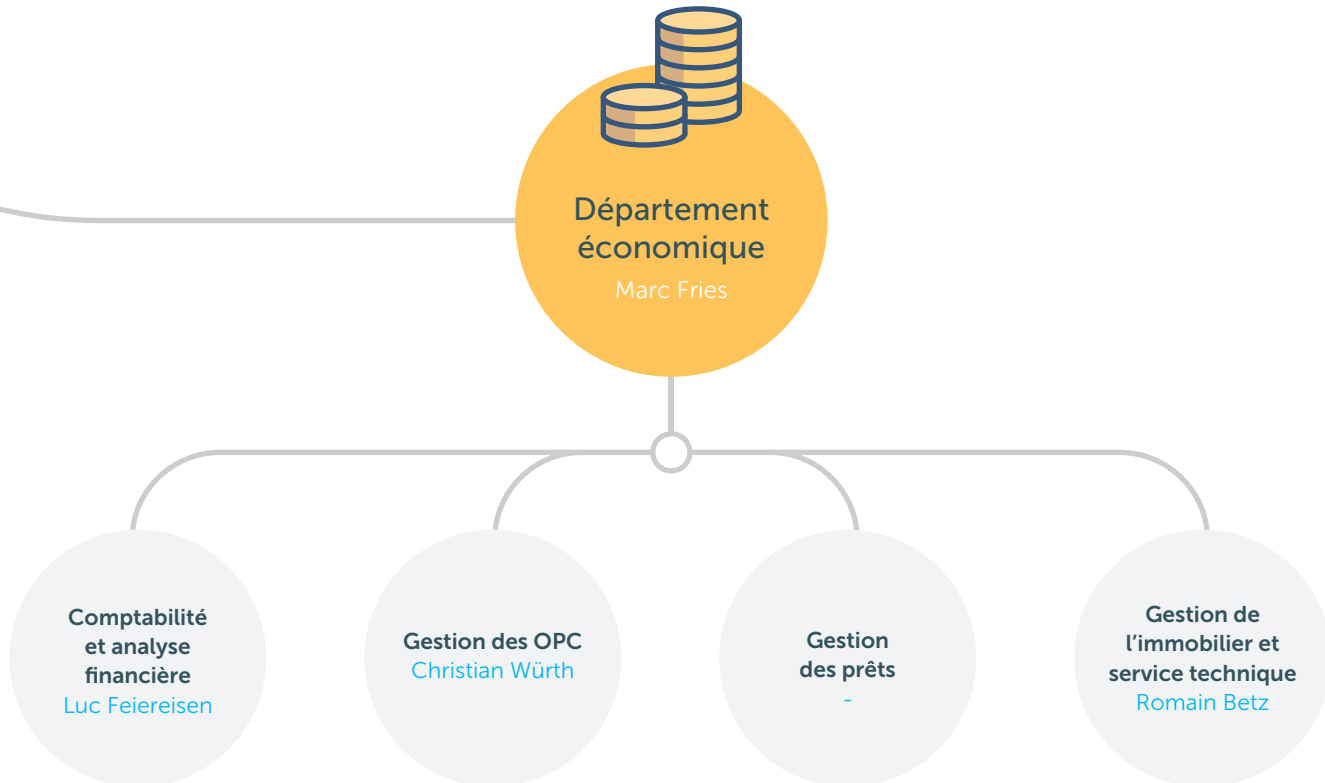 Département
économique
Marc Fries
Comptabilité
et analyse
financière
Luc Feiereisen
Gestion des OPC
Christian Würth
Gestion
des prêts
-
Gestion de
l'immobilier et
service technique
Romain Betz